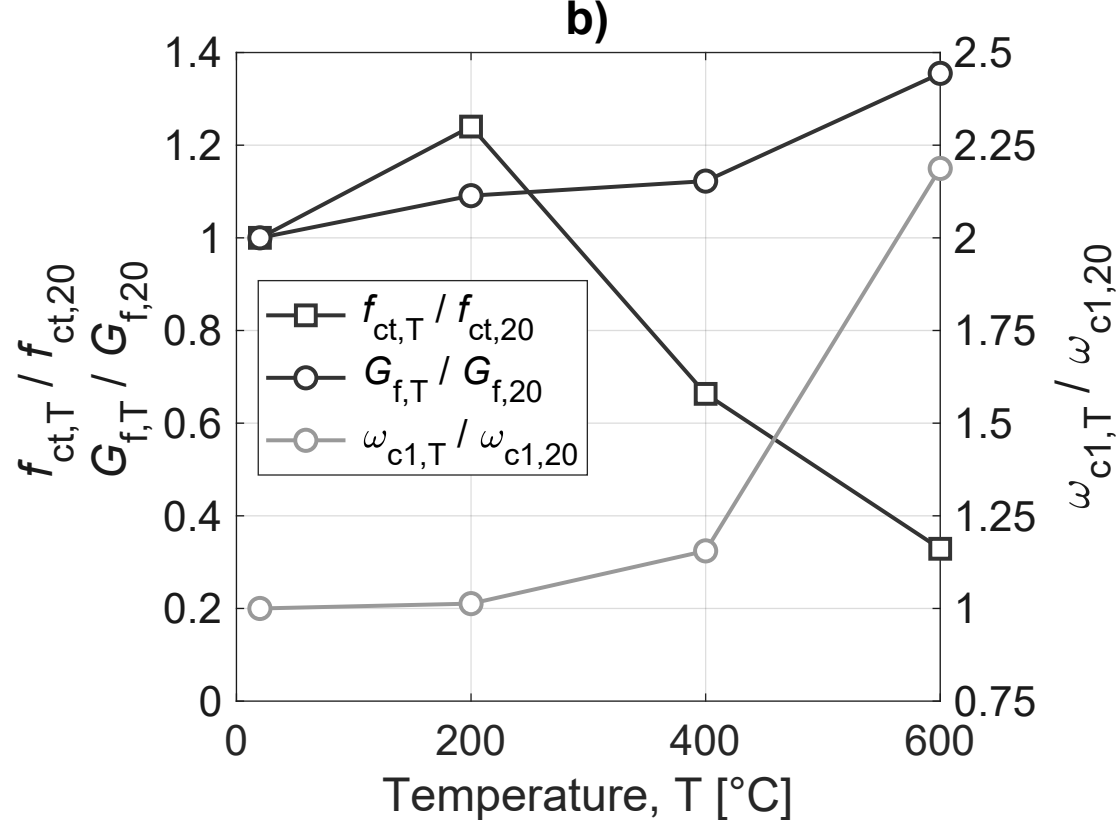 b)
1.4
1.2
1
0.8
0.6
0.4
0.2
0
2.5
2.25
2
1.75
1.5
1.25
1
0.75
f_ct,T / f_ct,20
G_f,T / G_f,20
f_ct,T / f_ct,20
G_f,T / G_f,20
ω_c1,T / ω_c1,20
ω_c1,T / ω_c1,20
0 200 400 600
Temperature, T [°C]